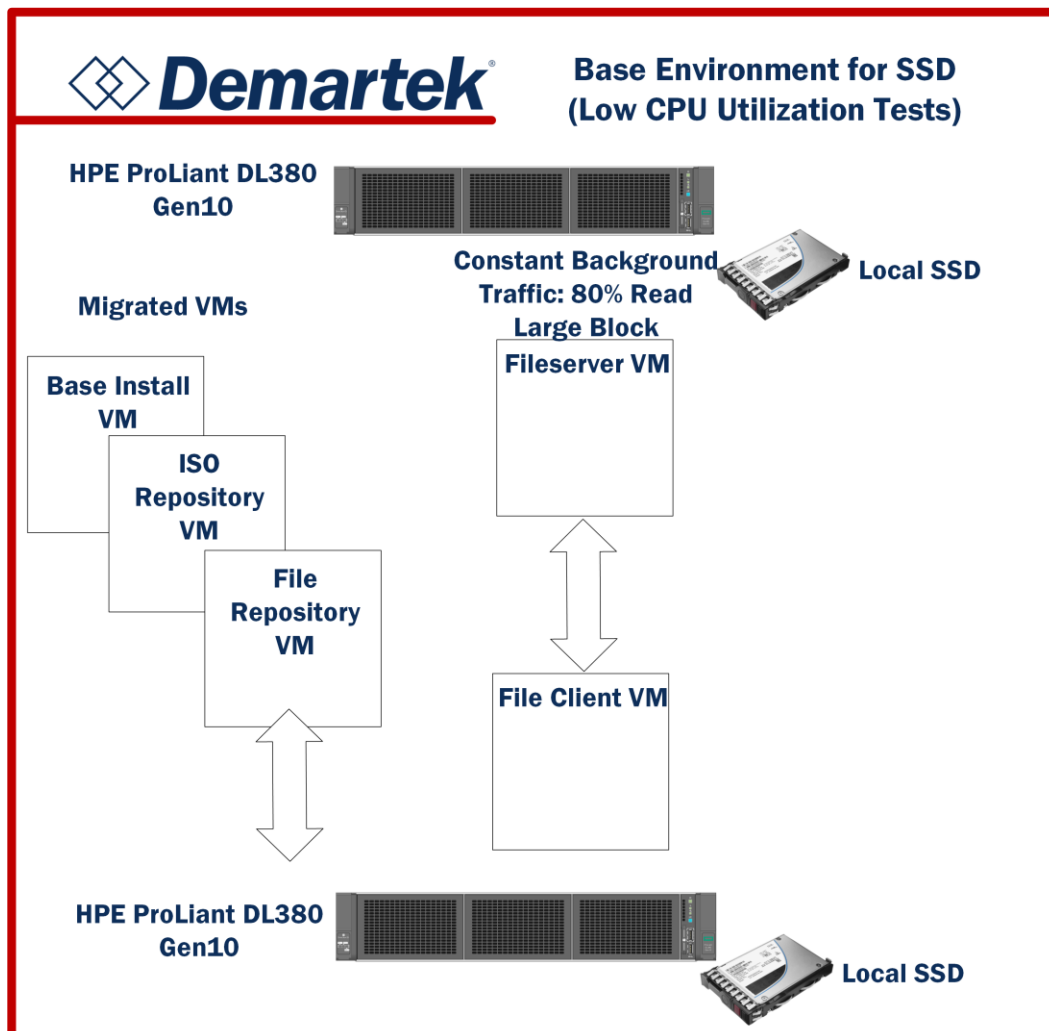 Demartek®
Base Environment for SSD
(Low CPU Utilization Tests)
HPE ProLiant DL380
Gen10
Local SSD
Constant Background
Traffic: 80% Read
Large Block
Migrated VMs
Base Install
VM
ISO
Repository
VM
File
Repository
VM
Fileserver VM
File Client VM
HPE ProLiant DL380
Gen10
Local SSD